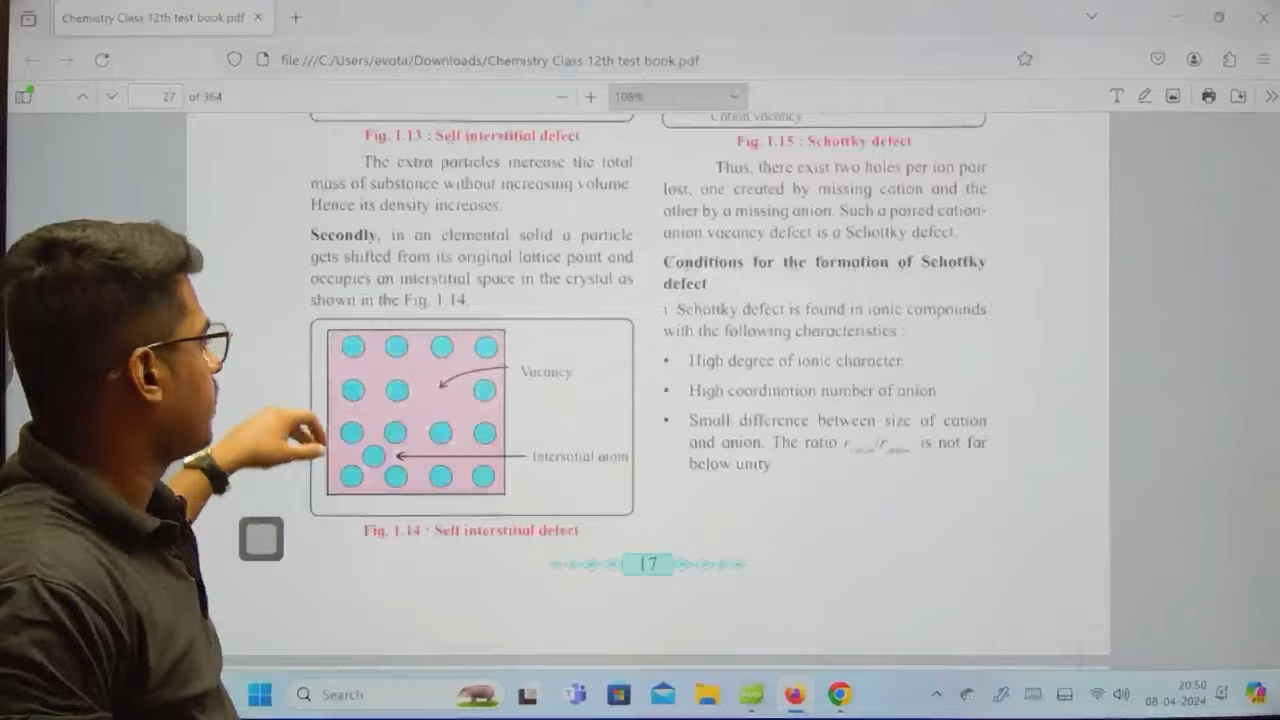 Chemistry Class 12th test book.pdf
file:///C:/Users/evota/Downloads/Chemistry Class 12th test book.pdf
27 of 364
108%
Fig. 1.13 : Self interstitial defect
The extra particles increase the total
mass of substance without increasing volume.
Hence its density increases.
Secondly, in an elemental solid a particle
gets shifted from its original lattice point and
occupies an interstitial space in the crystal as
shown in the Fig. 1.14.
Vacancy
Interstitial atom
Fig. 1.14 : Self interstitial defect
Cation vacancy
Fig. 1.15 : Schottky defect
Thus, there exist two holes per ion pair
lost, one created by missing cation and the
other by a missing anion. Such a paired cation-
anion vacancy defect is a Schottky defect.
Conditions for the formation of Schottky
defect
i Schottky defect is found in ionic compounds
with the following characteristics :
• High degree of ionic character
• High coordination number of anion
• Small difference between size of cation
and anion. The ratio r / r is not far
below unity
17
Search
20:50
08-04-2024